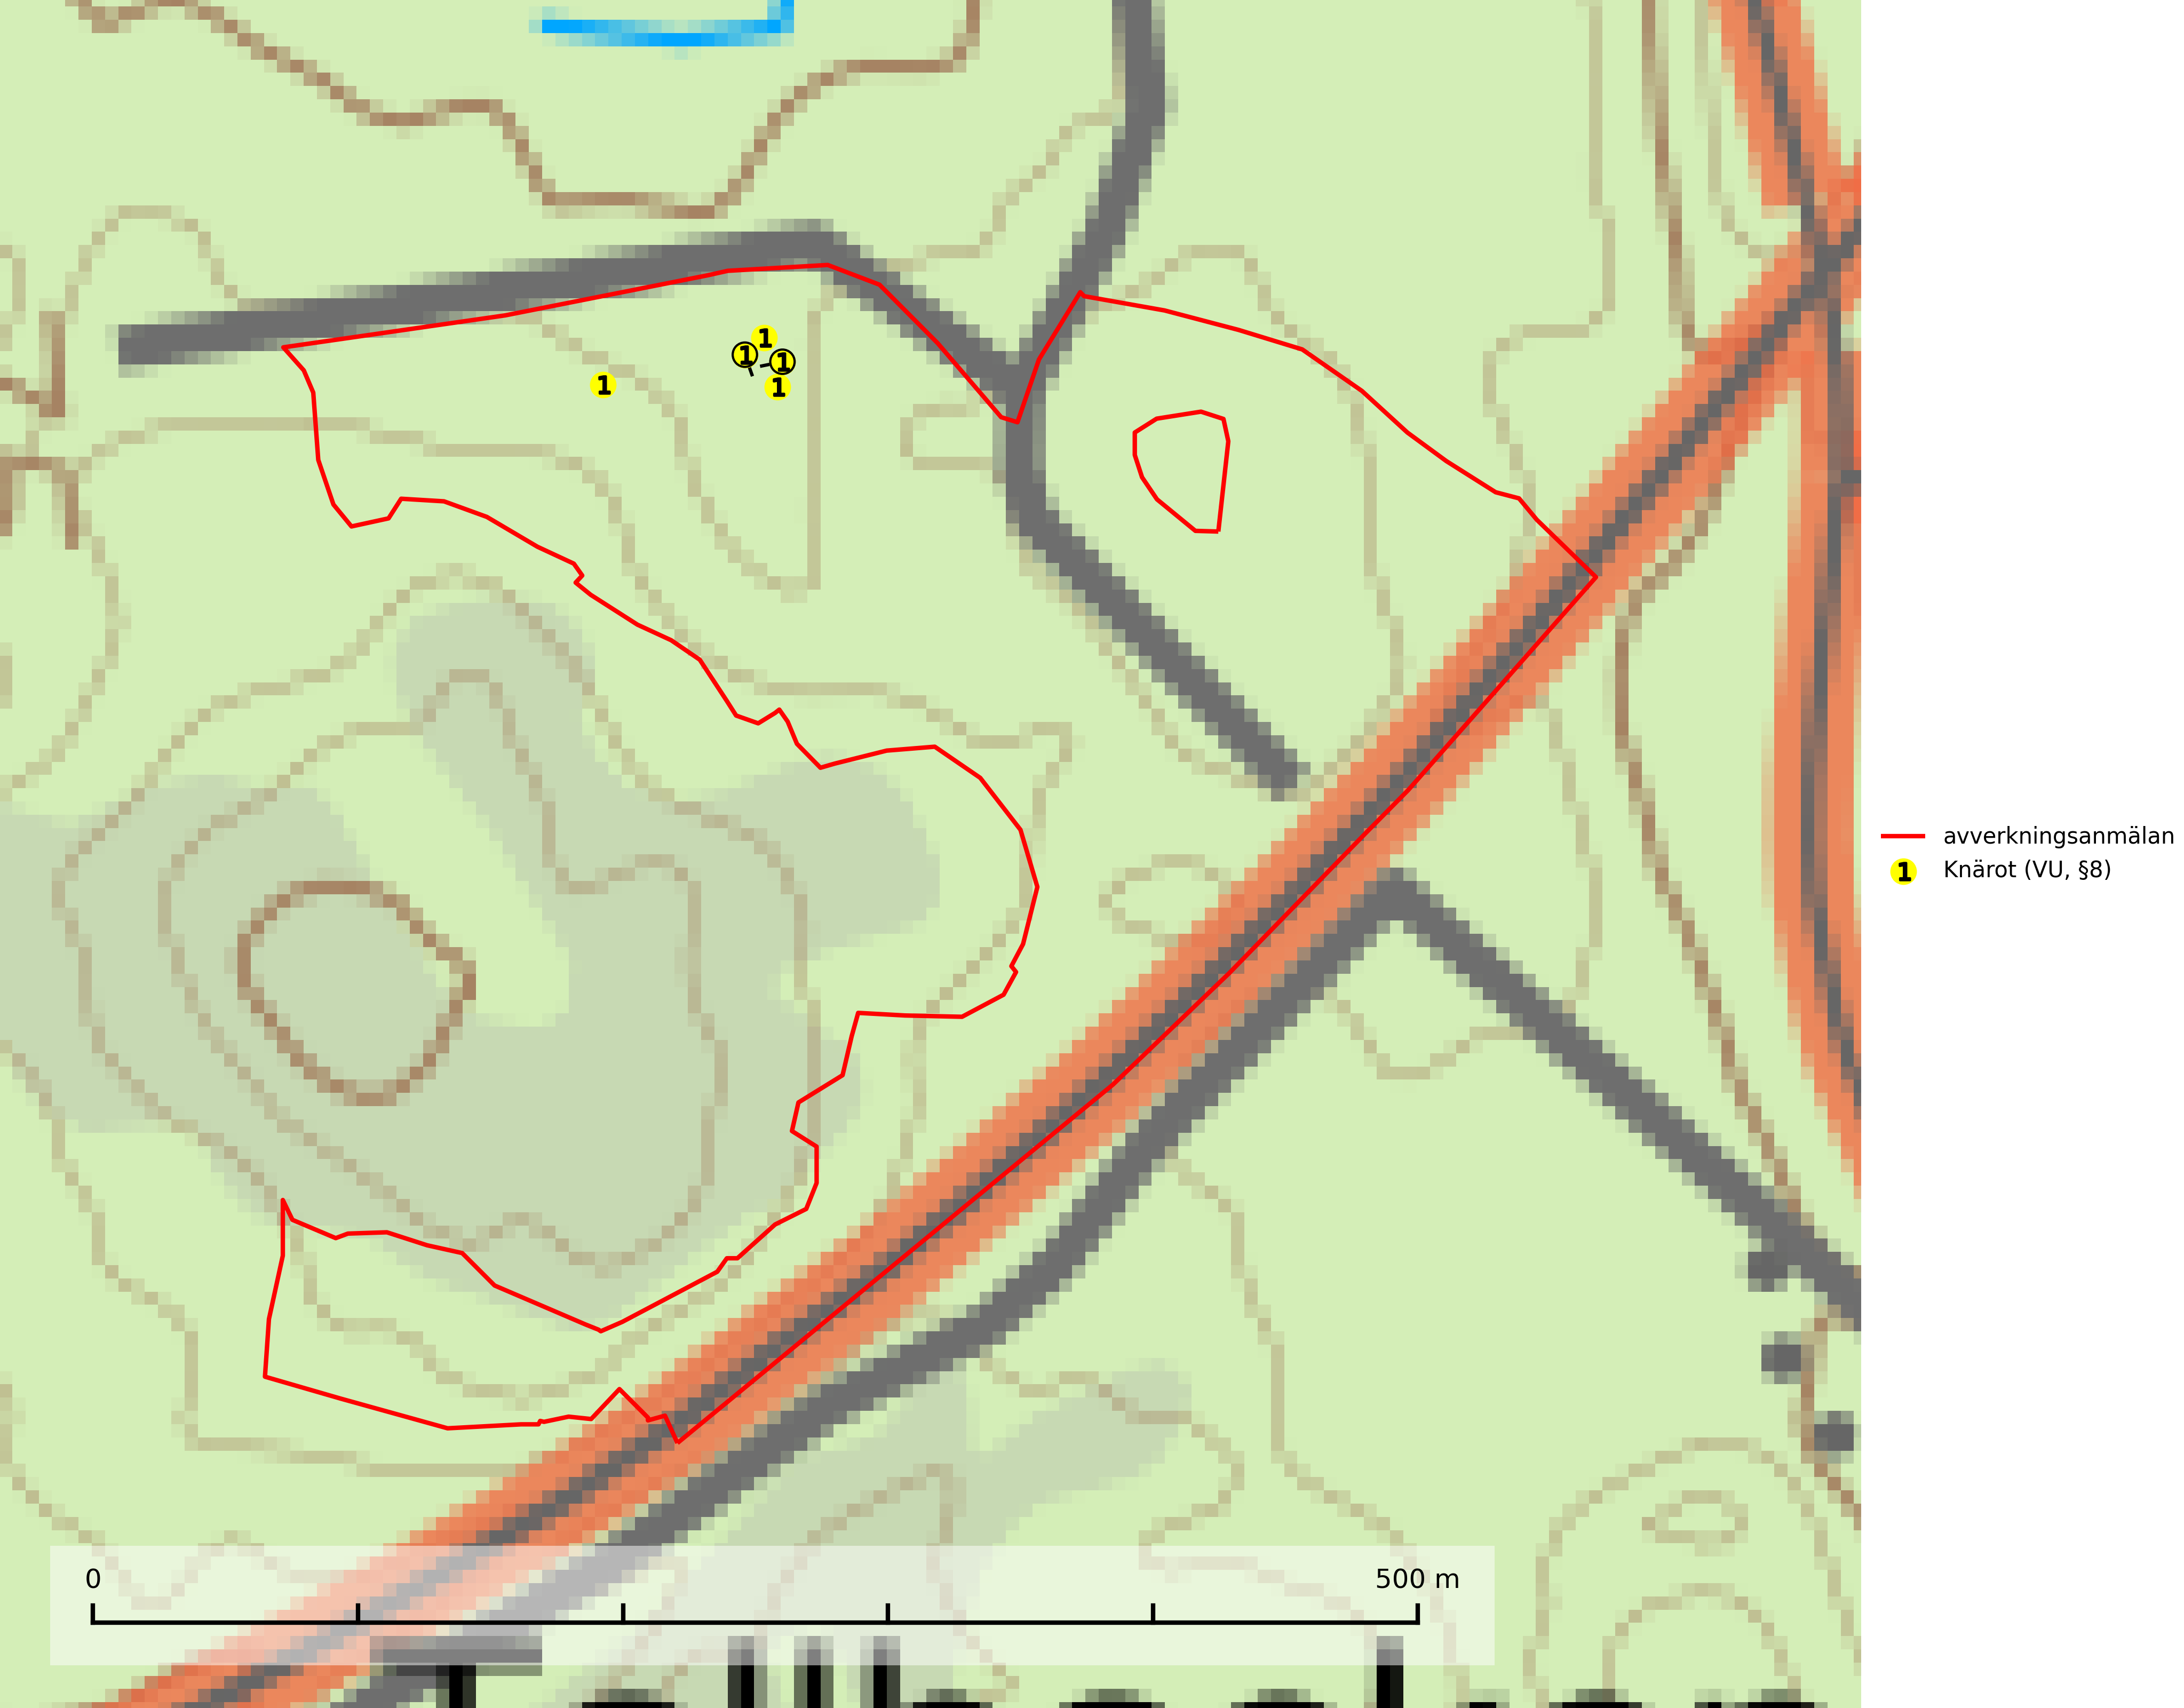 1
1
1
1
1
avverkningsanmälan
1 Knärot (VU, §8)
0 500 m